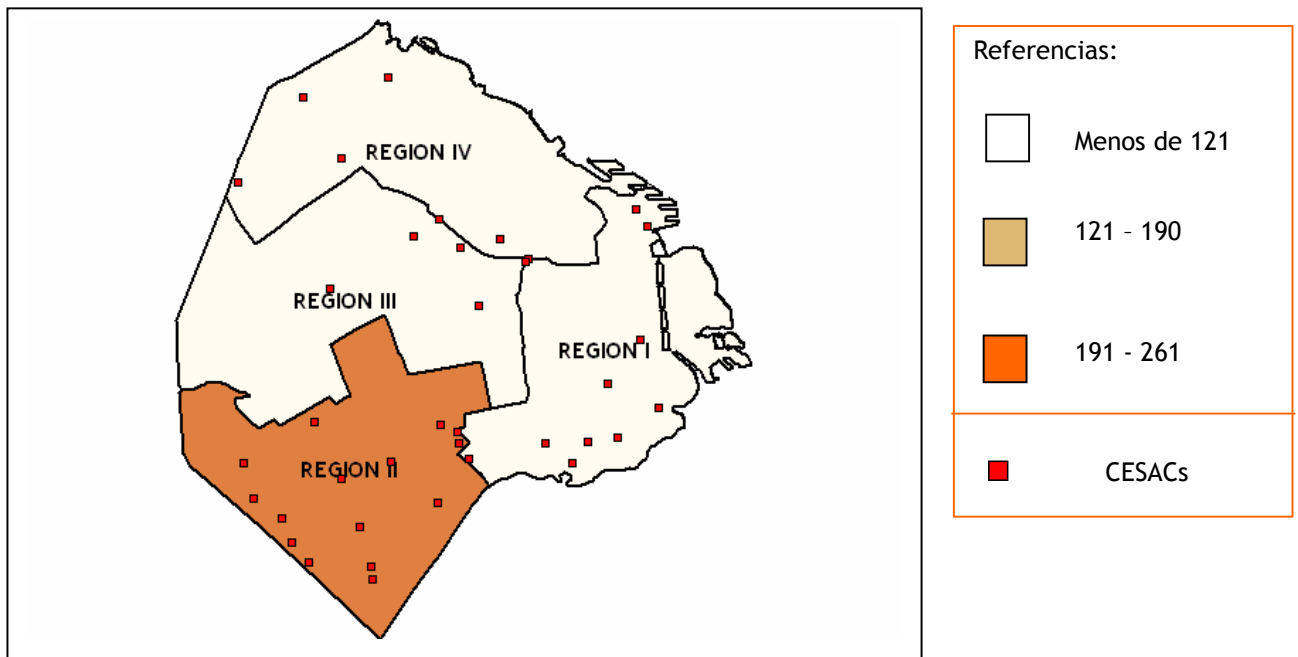 REGION IV
REGION III
REGION I
REGION II
Referencias:
Menos de 121
121 – 190
191 - 261
CESACs